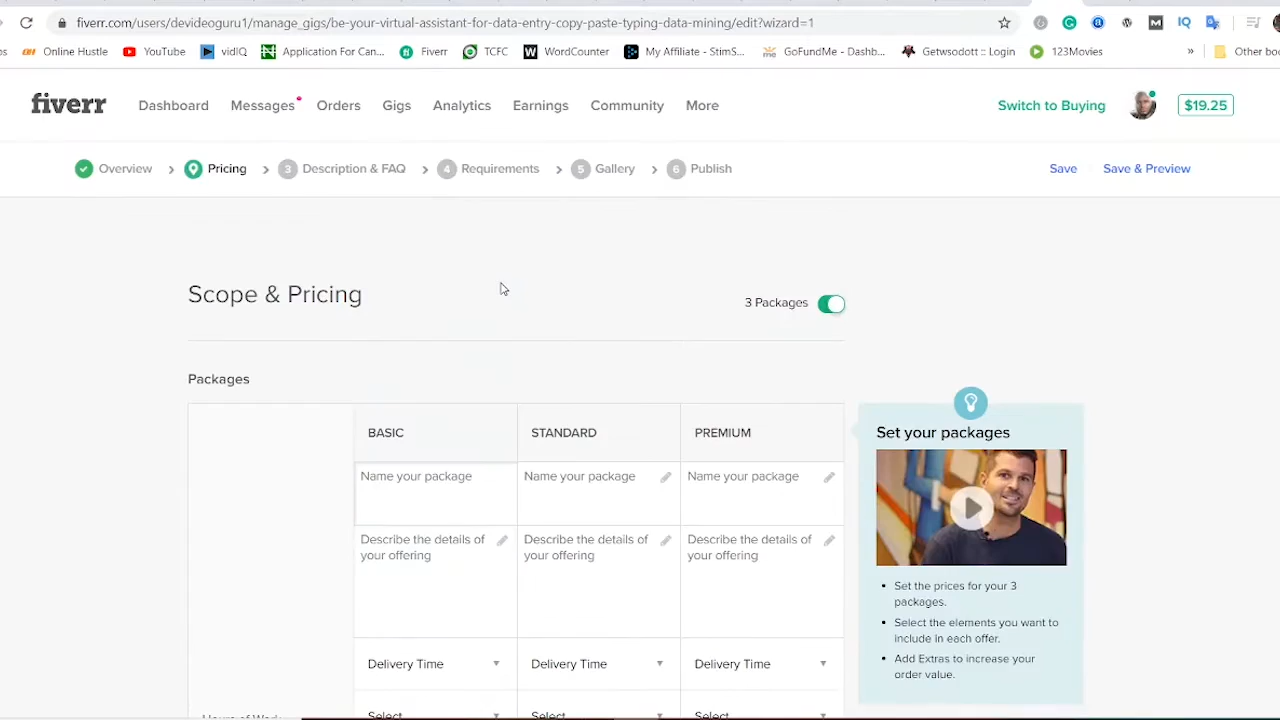 fiverr.com/users/devideoguru1/manage_gigs/be-your-virtual-assistant-for-data-entry-copy-paste-typing-data-mining/edit?wizard=1
Online Hustle YouTube vidIQ Application For Can... Fiverr TCFC WordCounter My Affiliate - StimS... GoFundMe - Dashb... Getwsodott :: Login 123Movies » Other boo
fiverr Dashboard Messages Orders Gigs Analytics Earnings Community More Switch to Buying $19.25
Overview Pricing 3 Description & FAQ 4 Requirements 5 Gallery 6 Publish Save Save & Preview
Scope & Pricing
3 Packages
Packages
BASIC STANDARD PREMIUM
Name your package Name your package Name your package
Describe the details of your offering
Describe the details of your offering
Describe the details of your offering
Delivery Time Delivery Time Delivery Time
Hours of Work Select Select Select
Set your packages
Set the prices for your 3
packages.
Select the elements you want to
include in each offer.
Add Extras to increase your
order value.